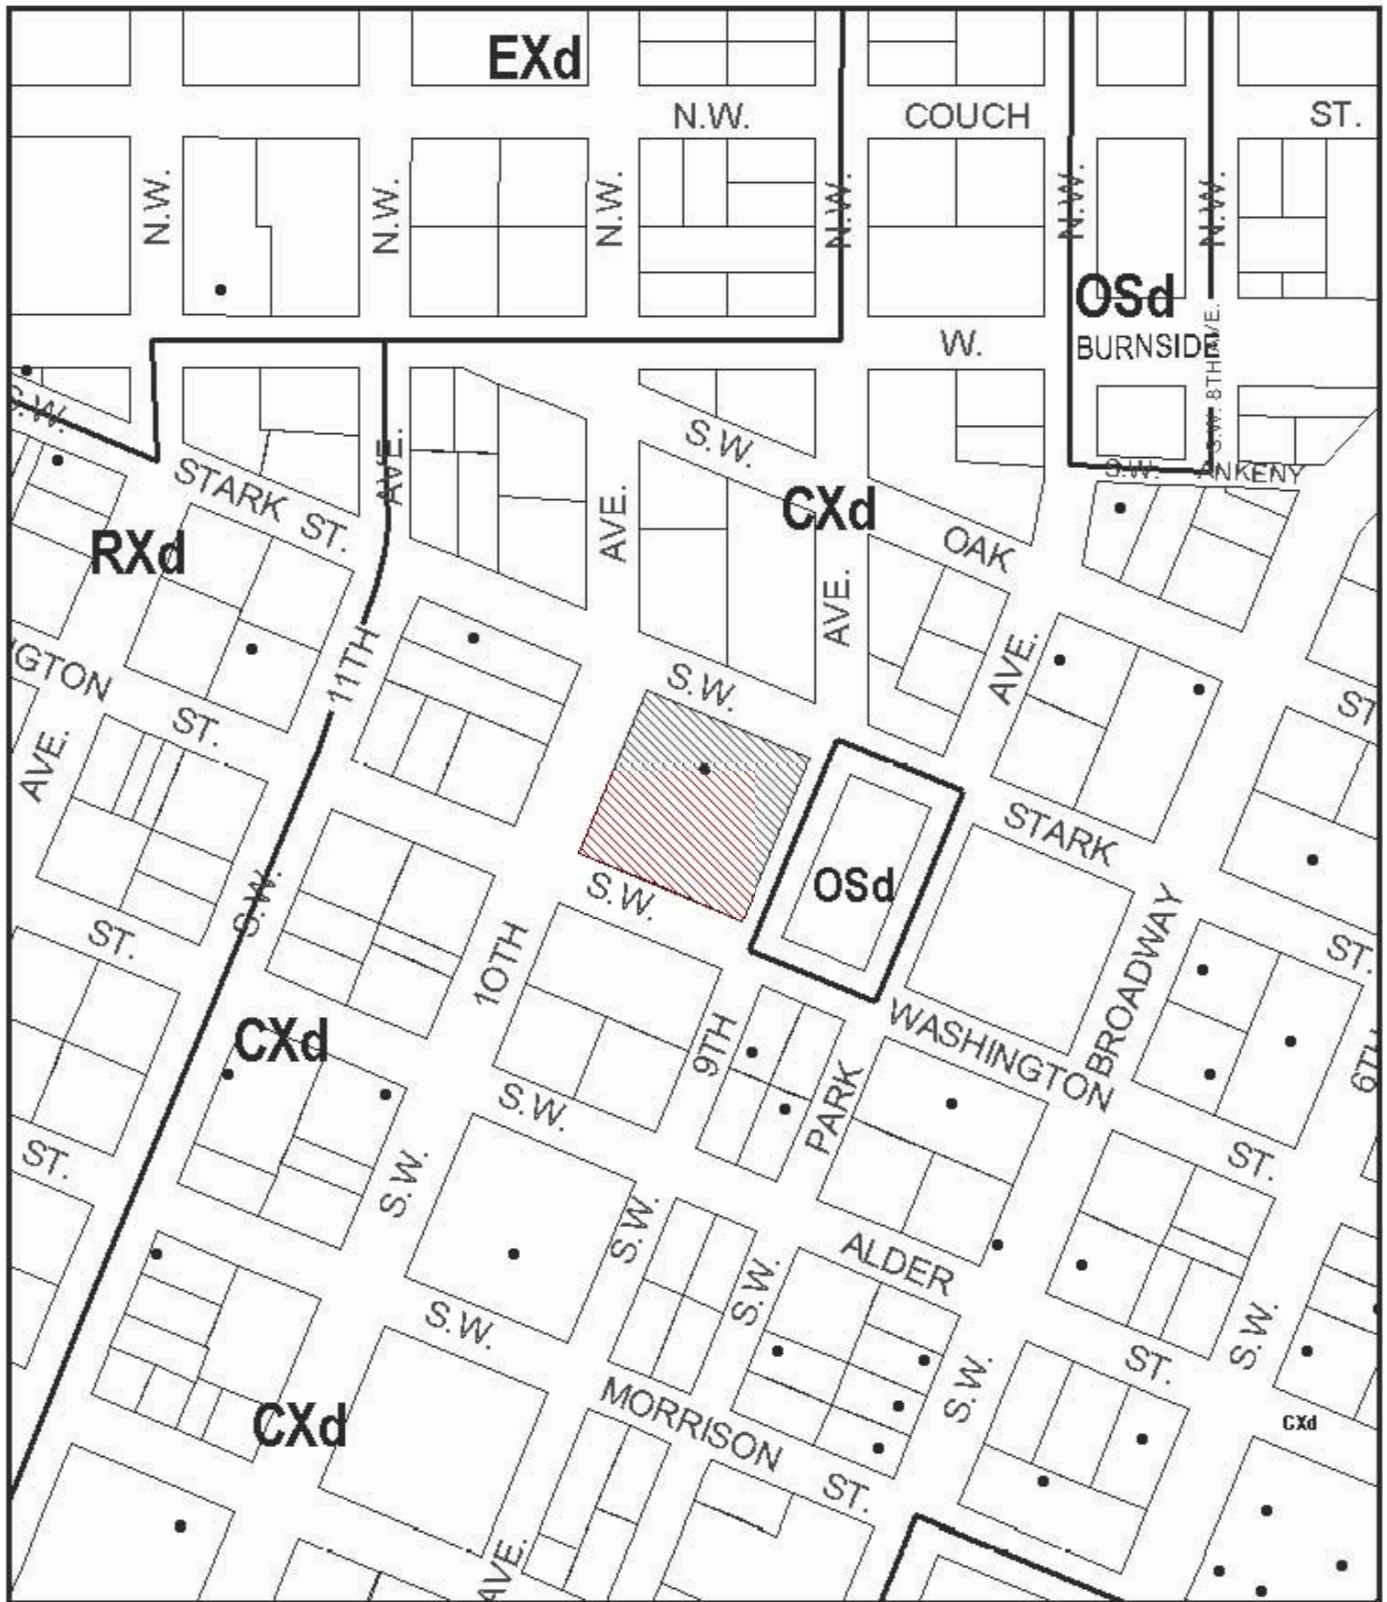 EXd
N.W.
COUCH
ST.
N.W.
N.W.
N.W.
N.W.
N.W.
N.W.
OSd
W.
BURNSIDE
S.W. 8TH AVE.
S.W.
S.W.
AVE.
STARK ST.
S.W. ANKENY
CXd
AVE.
OAK
RXd
AVE.
AVE.
11TH
S.W.
ST.
ST.
AVE.
STARK
OSd
S.W.
S.W.
BROADWAY
ST.
10TH
ST.
WASHINGTON
CXd
9TH
6TH
PARK
S.W.
ST.
ST.
S.W.
S.W.
S.W.
ALDER
S.W.
S.W.
ST.
S.W.
MORRISON
CXd
CXd
ST.
AVE.